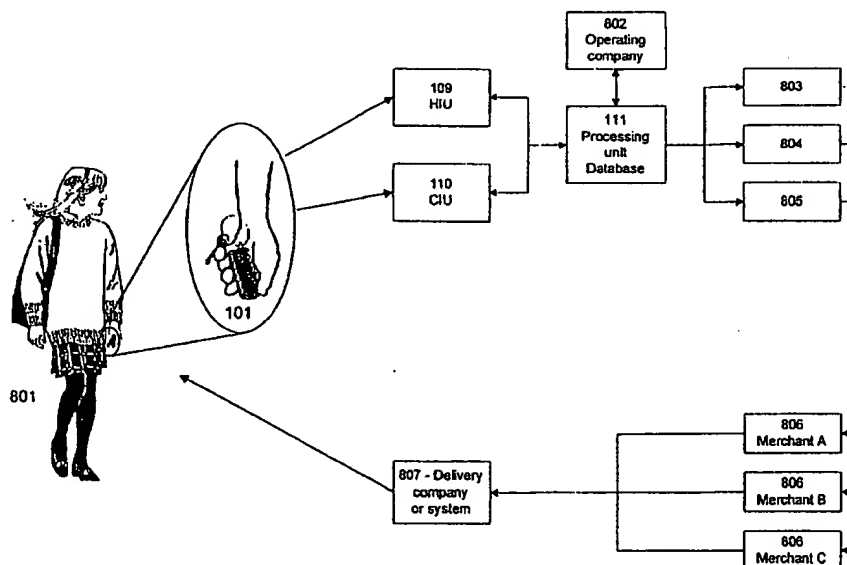 802
Operating
company
109
HIU
111
Processing
unit
Database
803
804
110
CIU
805
101
801
806
Merchant A
807 - Delivery
company
or system
806
Merchant B
806
Merchant C